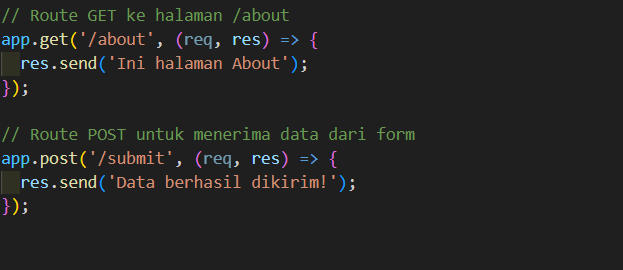 // Route GET ke halaman /about
app.get('/about', (req, res) => {
  res.send('Ini halaman About');
});

// Route POST untuk menerima data dari form
app.post('/submit', (req, res) => {
  res.send('Data berhasil dikirim!');
});